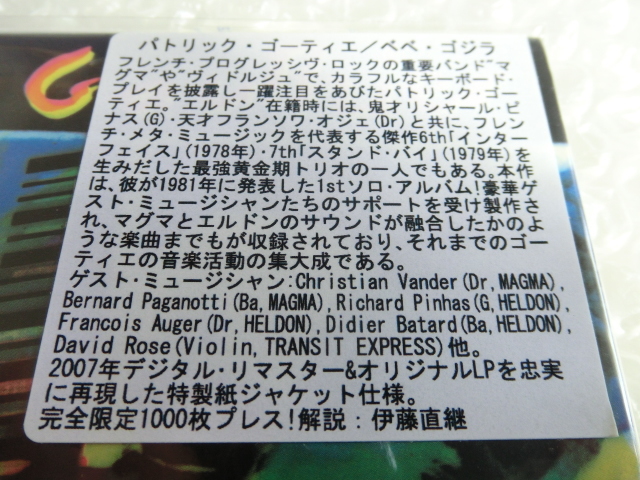 パトリック・ゴーティエ／ベベ・ゴジラ
フレンチ・プログレッシヴ・ロックの重要バンド"マ
グマ"や"ヴィドルジュ"で、カラフルなキーボード・
プレイを披露し一躍注目をあびたパトリック・ゴー
ティエ。"エルドン"在籍時には、鬼才リシャール・ピ
ナス(G)・天才フランソワ・オジェ(Dr)と共に、フレン
チ・メタ・ミュージックを代表する傑作6th「インター
フェイス」(1978年)・7th「スタンド・バイ」(1979年)を
生みだした最強黄金期トリオの一人でもある。本作
は、彼が1981年に発表した1stソロ・アルバム!豪華ゲ
スト・ミュージシャンたちのサポートを受け製作さ
れ、マグマとエルドンのサウンドが融合したかのよ
うな楽曲までもが収録されており、それまでのゴー
ティエの音楽活動の集大成である。
ゲスト・ミュージシャン:Christian Vander(Dr,MAGMA),
Bernard Paganotti(Ba,MAGMA),Richard Pinhas(G,HELDON),
Francois Auger(Dr,HELDON),Didier Batard(Ba,HELDON),
David Rose(Violin,TRANSIT EXPRESS)他。
2007年デジタル・リマスター&オリジナルLPを忠実
に再現した特製紙ジャケット仕様。
完全限定1000枚プレス!解説：伊藤直継